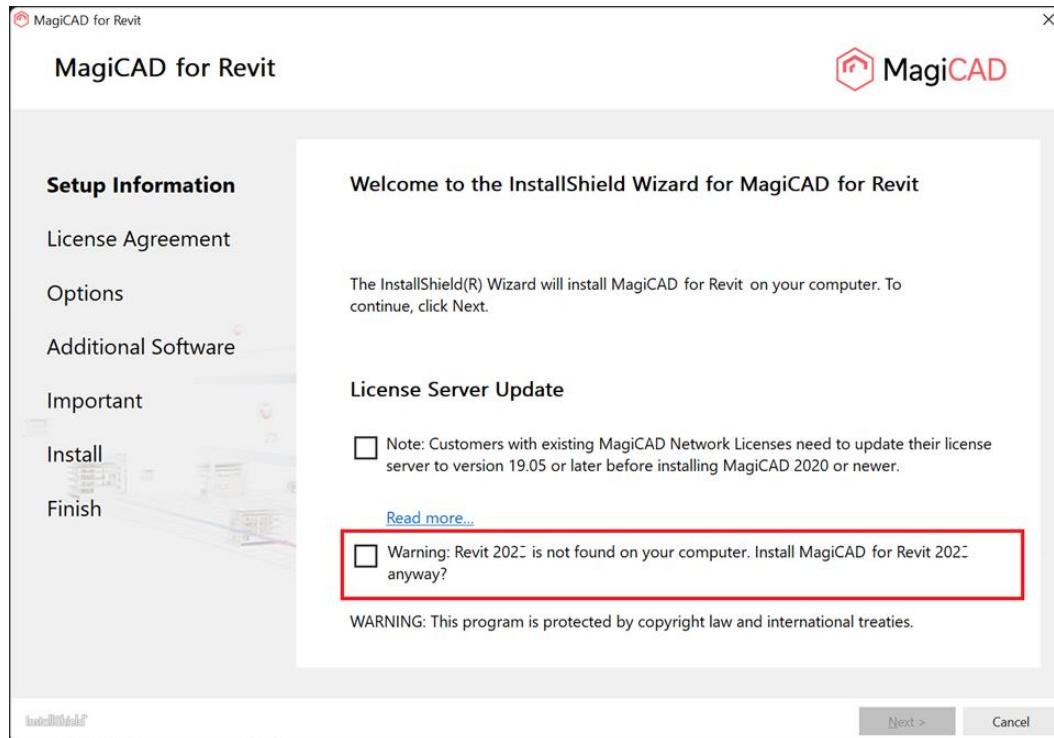 MagiCAD for Revit
MagiCAD for Revit
MagiCAD
Setup Information
License Agreement
Options
Additional Software
Important
Install
Finish
Welcome to the InstallShield Wizard for MagiCAD for Revit
The InstallShield(R) Wizard will install MagiCAD for Revit on your computer. To
continue, click Next.
License Server Update
Note: Customers with existing MagiCAD Network Licenses need to update their license
server to version 19.05 or later before installing MagiCAD 2020 or newer.
Read more...
Warning: Revit is not found on your computer. Install MagiCAD for Revit
anyway?
WARNING: This program is protected by copyright law and international treaties.
InstallShield
Next >
Cancel